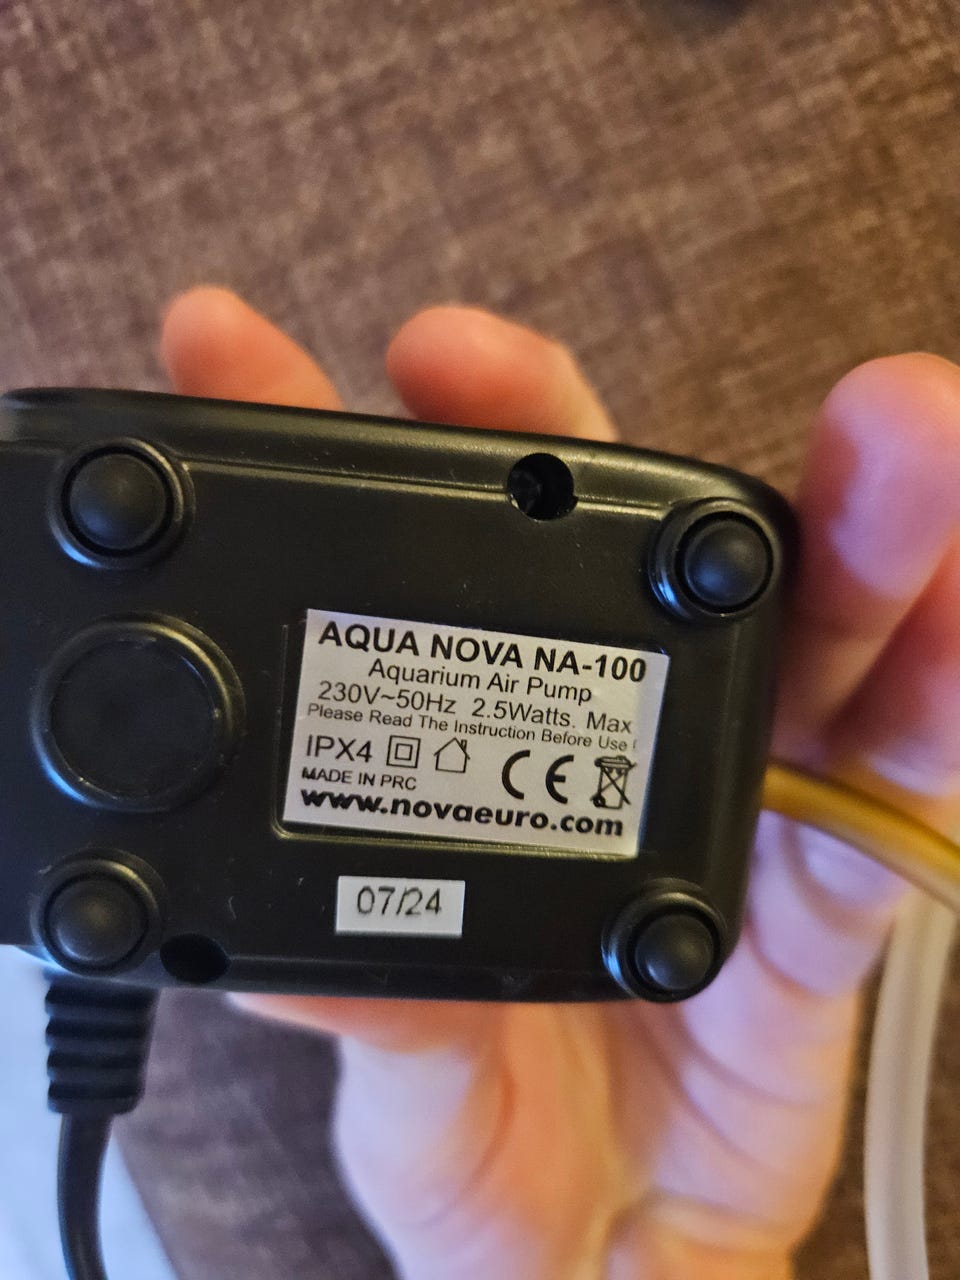 AQUA NOVA NA-100
Aquarium Air Pump
230V~50Hz 2.5Watts. Max
Please Read The Instruction Before Use !
IPX4 CE
MADE IN PRC
www.novaeuro.com
07/24